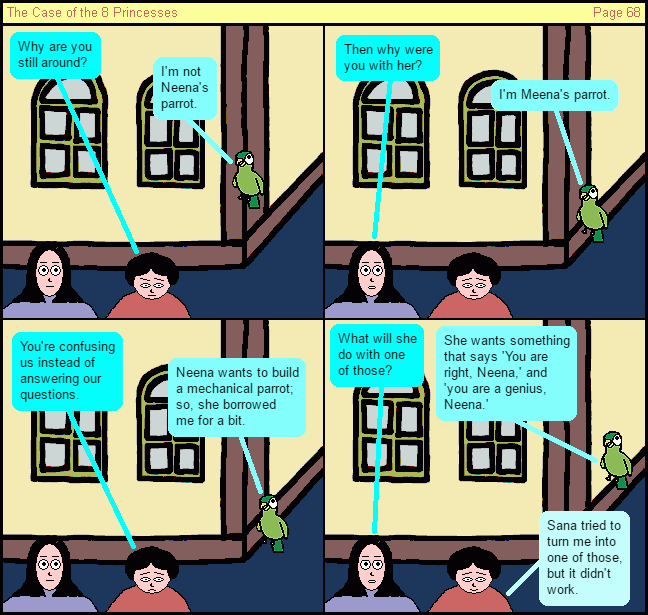 The Case of the 8 Princesses
Page 68
Why are you
still around?
I'm not
Neena's
parrot.
Then why were
you with her?
I'm Meena's parrot.
You're confusing
us instead of
answering our
questions.
Neena wants to build
a mechanical parrot;
so, she borrowed
me for a bit.
What will she
do with one
of those?
She wants something
that says 'You are
right, Neena,' and
'you are a genius,
Neena.'
Sana tried to
turn me into
one of those,
but it didn't
work.